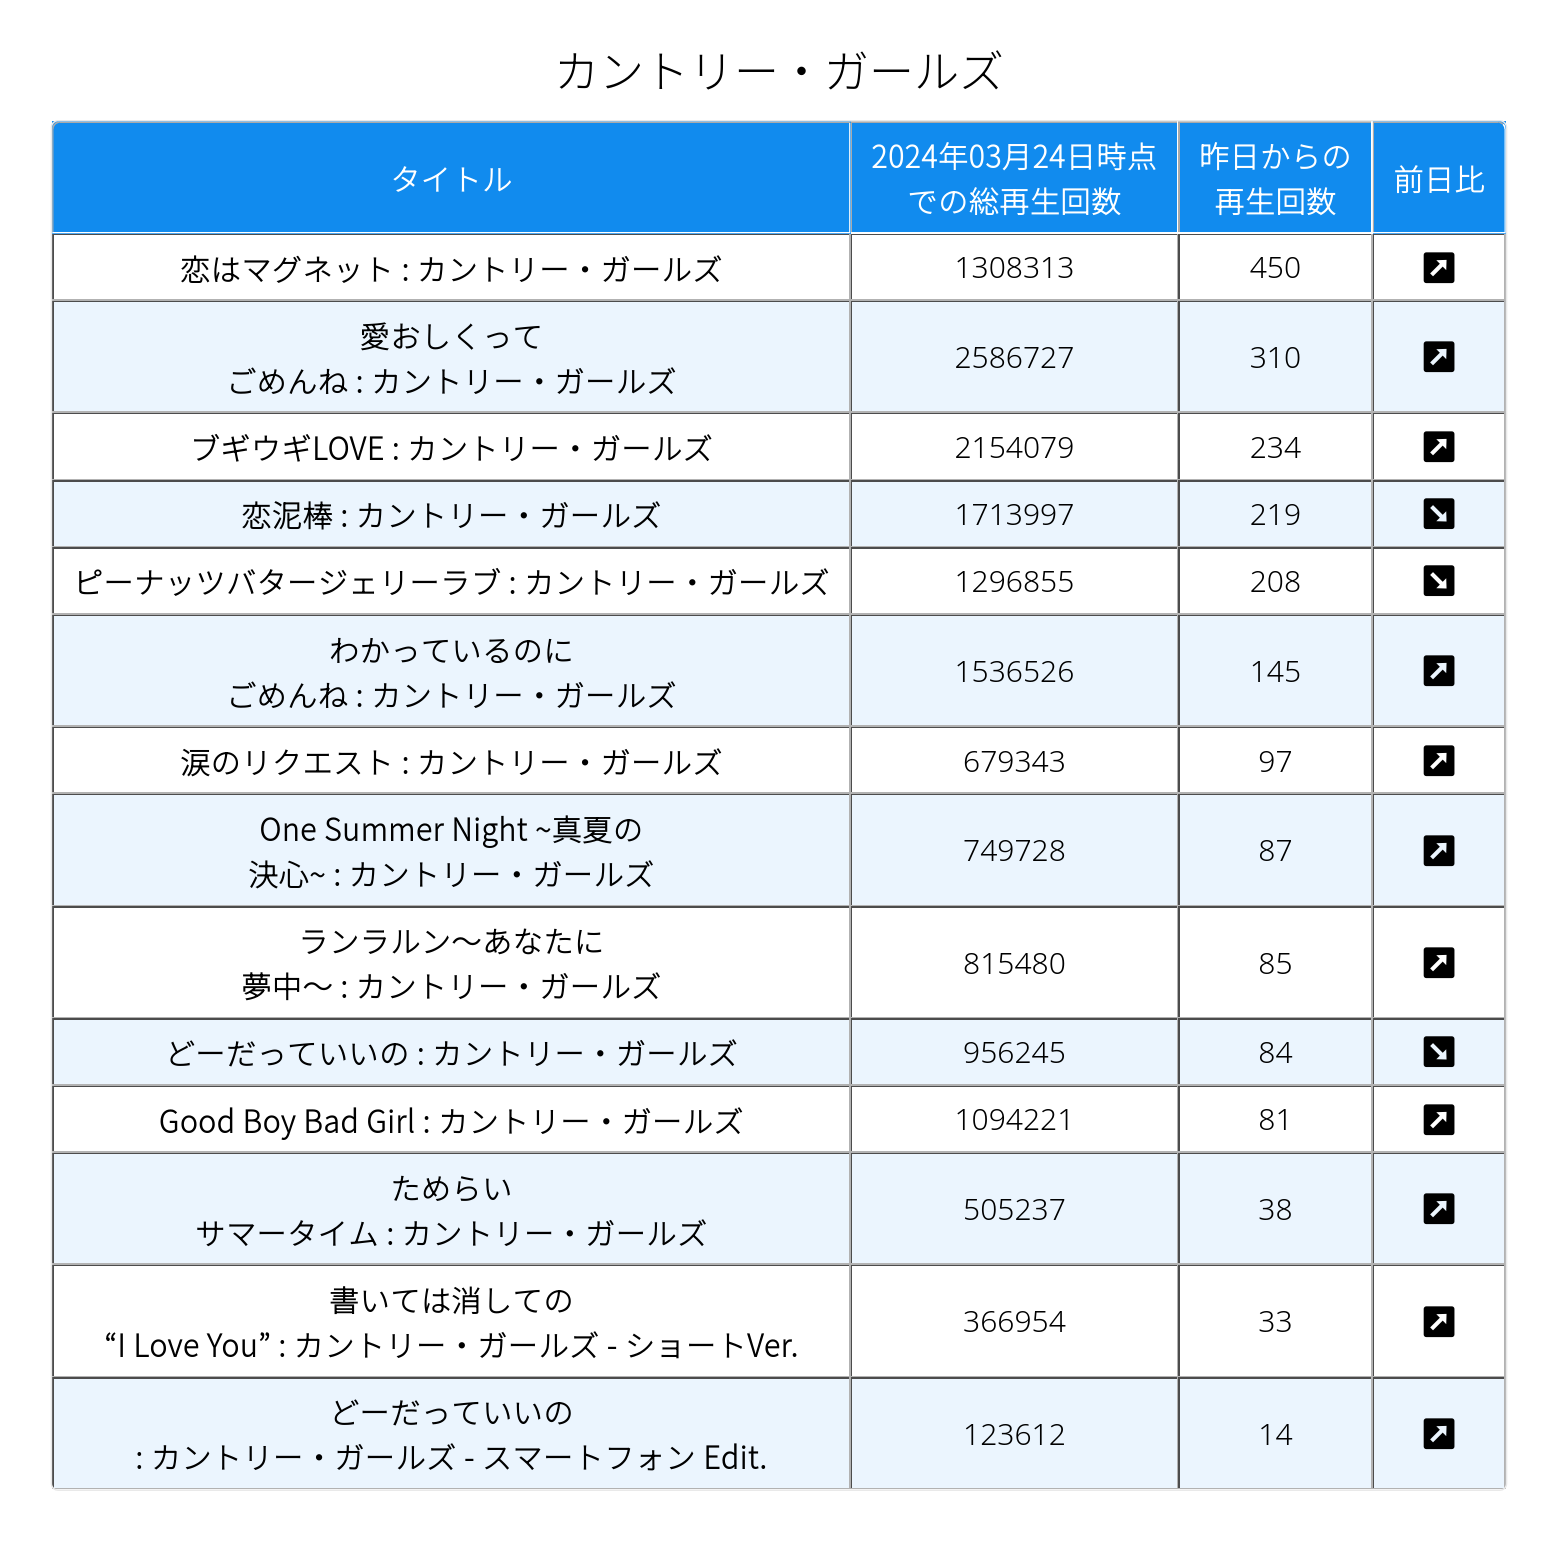 カントリー・ガールズ
タイトル
2024年03月24日時点
での総再生回数
昨日からの
再生回数
前日比
恋はマグネット : カントリー・ガールズ
1308313
450
愛おしくって
ごめんね : カントリー・ガールズ
2586727
310
ブギウギLOVE : カントリー・ガールズ
2154079
234
恋泥棒 : カントリー・ガールズ
1713997
219
ピーナッツバタージェリーラブ : カントリー・ガールズ
1296855
208
わかっているのに
ごめんね : カントリー・ガールズ
1536526
145
涙のリクエスト : カントリー・ガールズ
679343
97
One Summer Night ~真夏の
決心~ : カントリー・ガールズ
749728
87
ランラルン〜あなたに
夢中〜 : カントリー・ガールズ
815480
85
どーだっていいの : カントリー・ガールズ
956245
84
Good Boy Bad Girl : カントリー・ガールズ
1094221
81
ためらい
サマータイム : カントリー・ガールズ
505237
38
書いては消しての
“I Love You” : カントリー・ガールズ - ショートVer.
366954
33
どーだっていいの
: カントリー・ガールズ - スマートフォン Edit.
123612
14